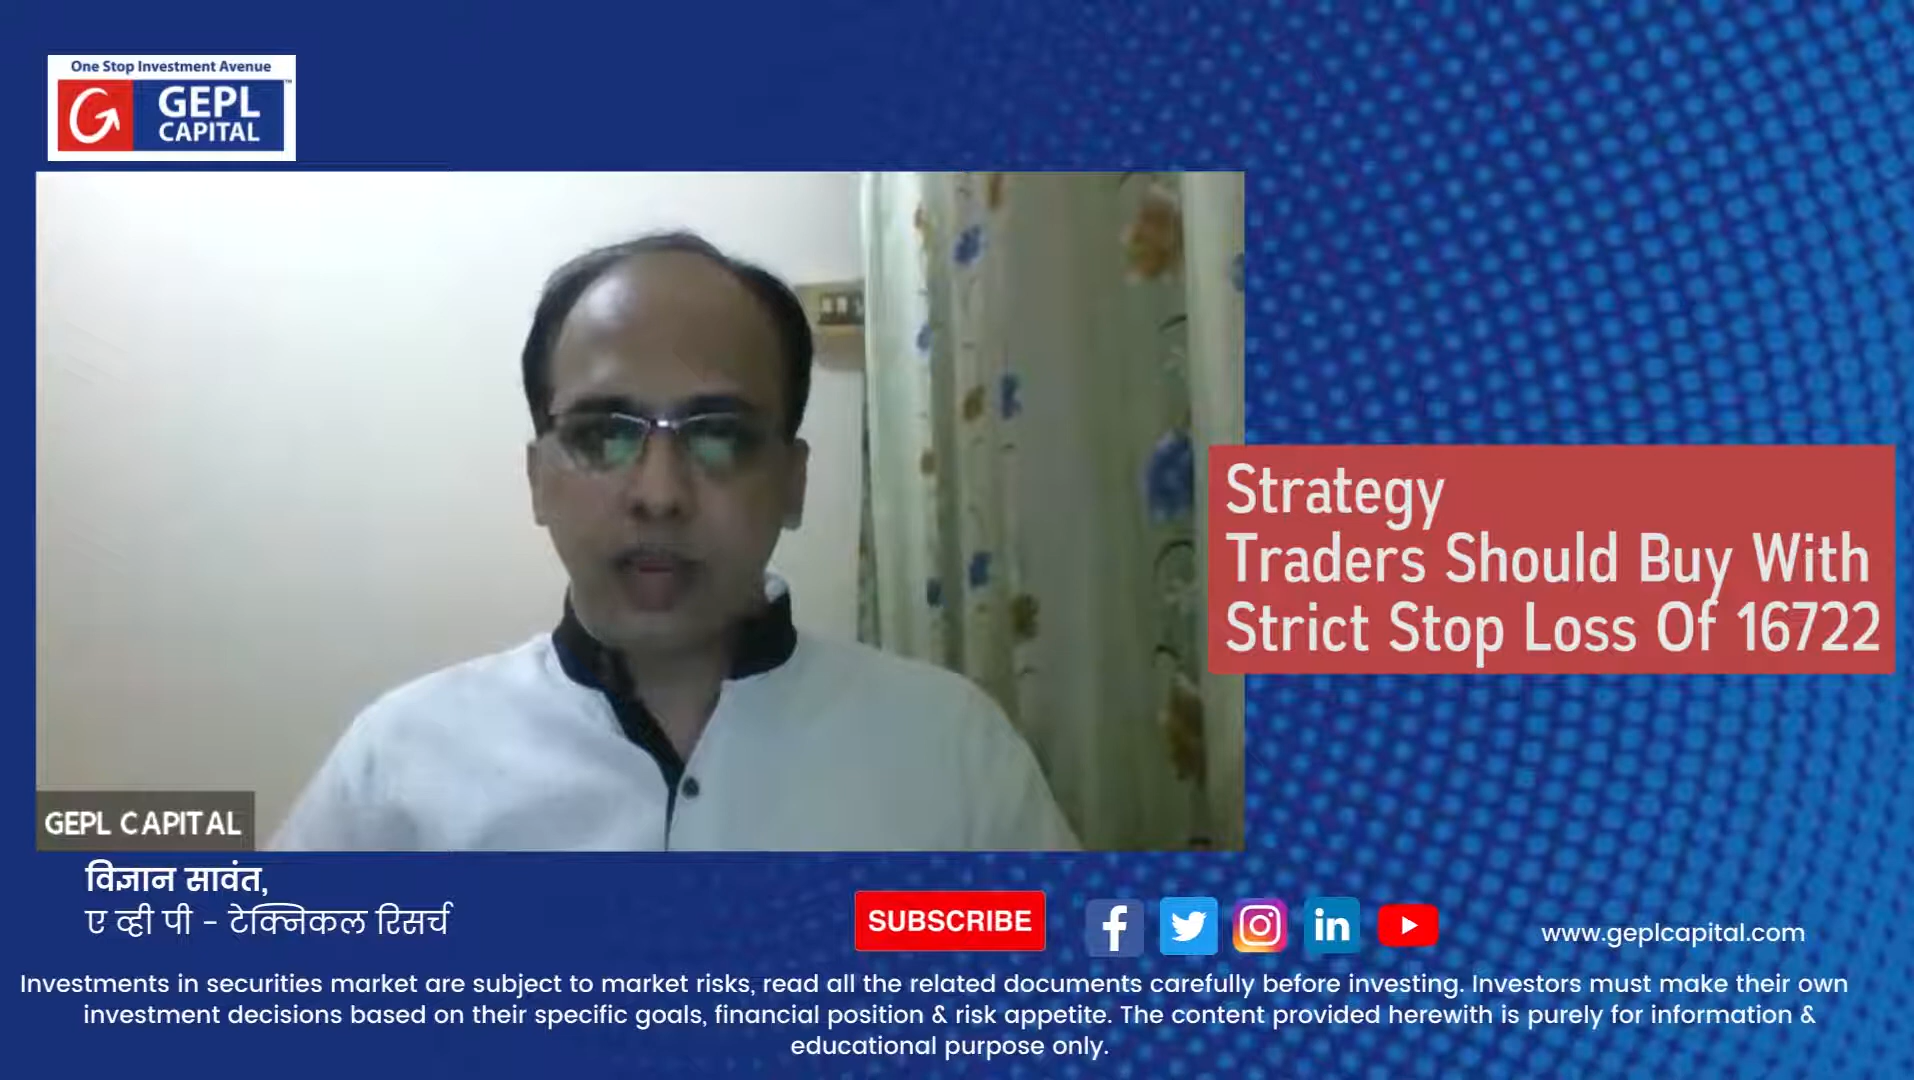 One Stop Investment Avenue
GEPL
CAPITAL
Strategy
Traders Should Buy With
Strict Stop Loss Of 16722
GEPL CAPITAL
विज्ञान सावंत,
ए व्ही पी - टेक्निकल रिसर्च
SUBSCRIBE
www.geplcapital.com
Investments in securities market are subject to market risks, read all the related documents carefully before investing. Investors must make their own
investment decisions based on their specific goals, financial position & risk appetite. The content provided herewith is purely for information &
educational purpose only.